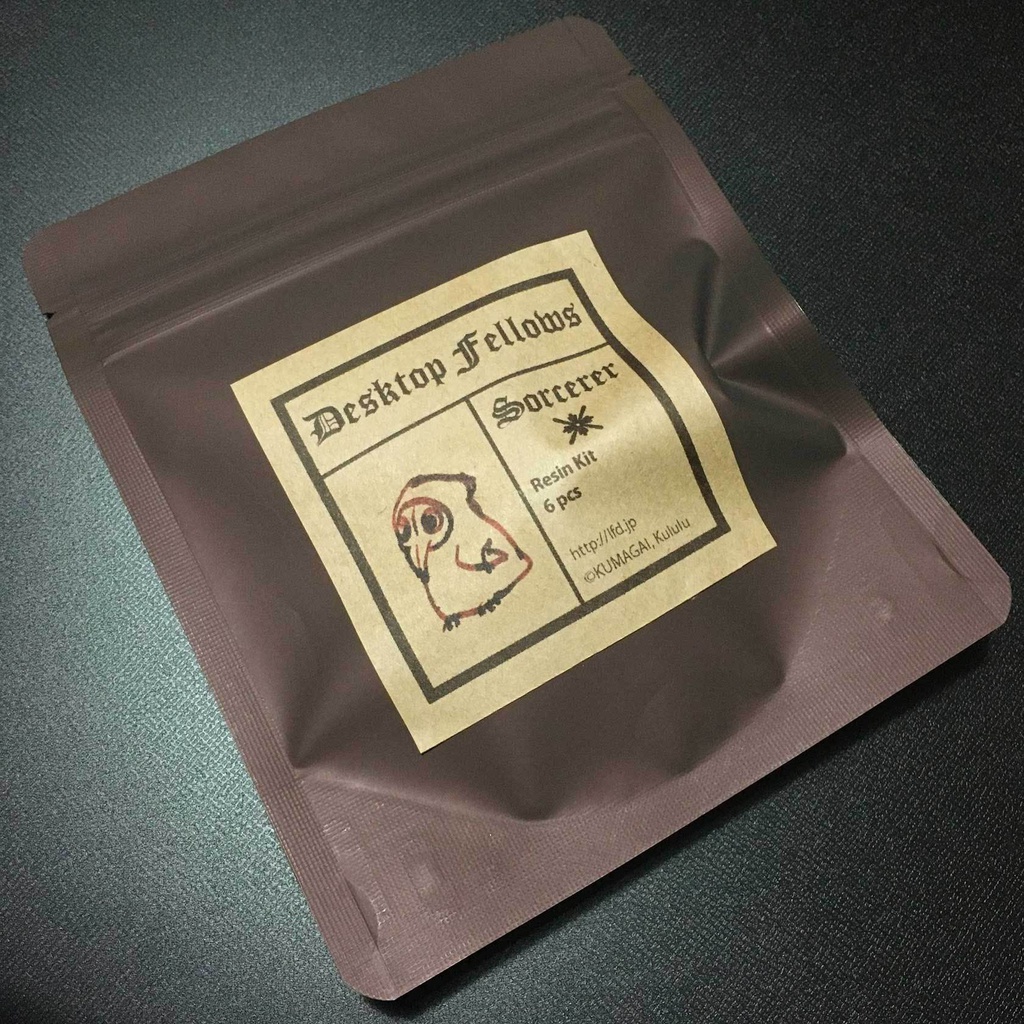 Desktop Fellows
Sorcerer
Resin Kit
6 pcs
http://lfd.jp
©KUMAGAI, Kululu